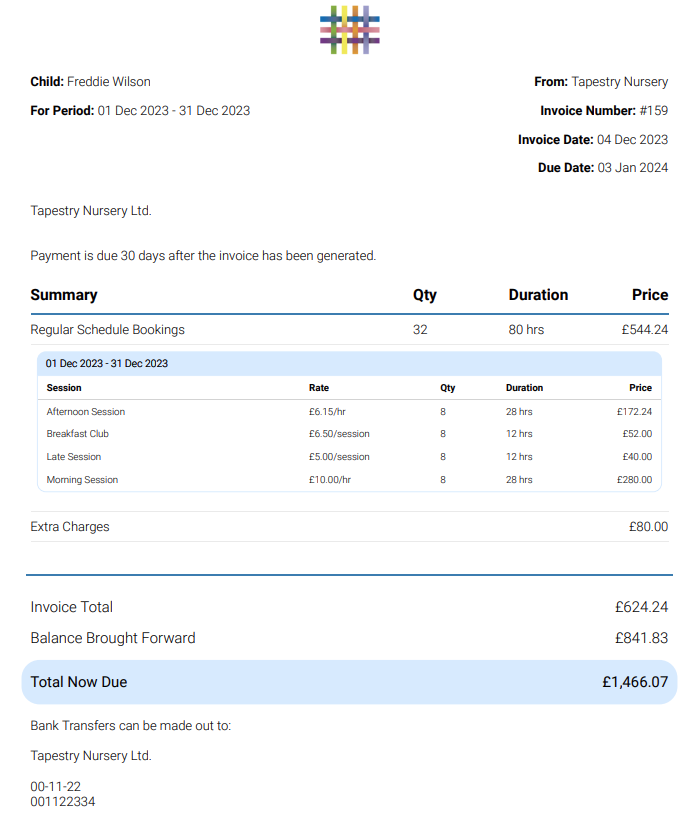 Child: Freddie Wilson
From: Tapestry Nursery
For Period: 01 Dec 2023 - 31 Dec 2023
Invoice Number: #159
Invoice Date: 04 Dec 2023
Due Date: 03 Jan 2024
Tapestry Nursery Ltd.
Payment is due 30 days after the invoice has been generated.
Summary Qty Duration Price
Regular Schedule Bookings 32 80 hrs £544.24
01 Dec 2023 - 31 Dec 2023
Session Rate Qty Duration Price
Afternoon Session £6.15/hr 8 28 hrs £172.24
Breakfast Club £6.50/session 8 12 hrs £52.00
Late Session £5.00/session 8 12 hrs £40.00
Morning Session £10.00/hr 8 28 hrs £280.00
Extra Charges £80.00
Invoice Total £624.24
Balance Brought Forward £841.83
Total Now Due £1,466.07
Bank Transfers can be made out to:
Tapestry Nursery Ltd.
00-11-22
001122334